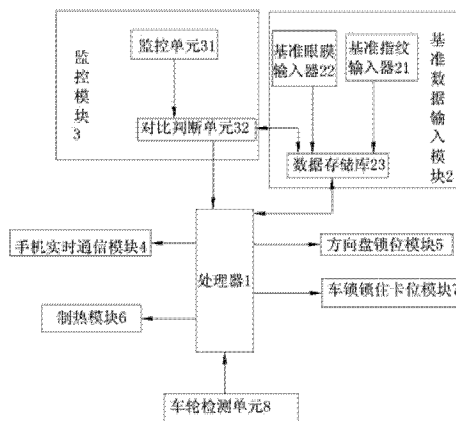 监控模块3
监控单元31
对比判断单元32
基准眼膜输入器22
基准指纹输入器21
数据存储库23
基准数据输入模块2
处理器1
手机实时通信模块4
方向盘锁位模块5
制热模块6
车锁锁住卡位模块7
车轮检测单元8